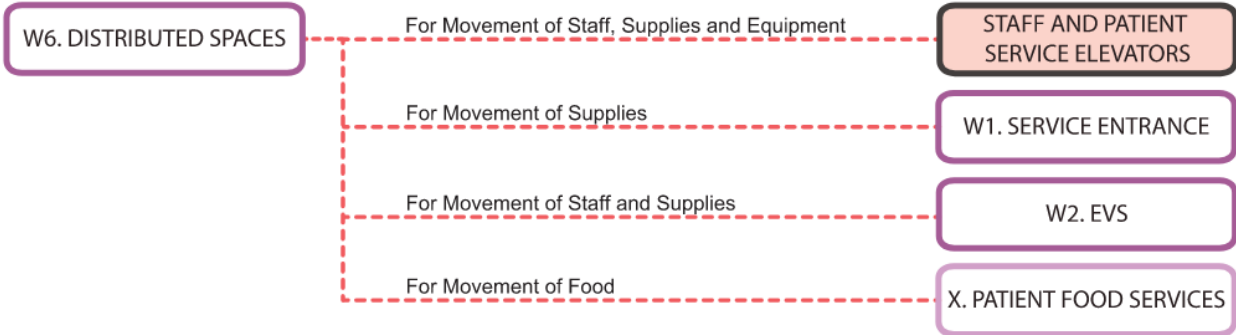 W6. DISTRIBUTED SPACES
For Movement of Staff, Supplies and Equipment
STAFF AND PATIENT
SERVICE ELEVATORS
For Movement of Supplies
W1. SERVICE ENTRANCE
For Movement of Staff and Supplies
W2. EVS
For Movement of Food
X. PATIENT FOOD SERVICES